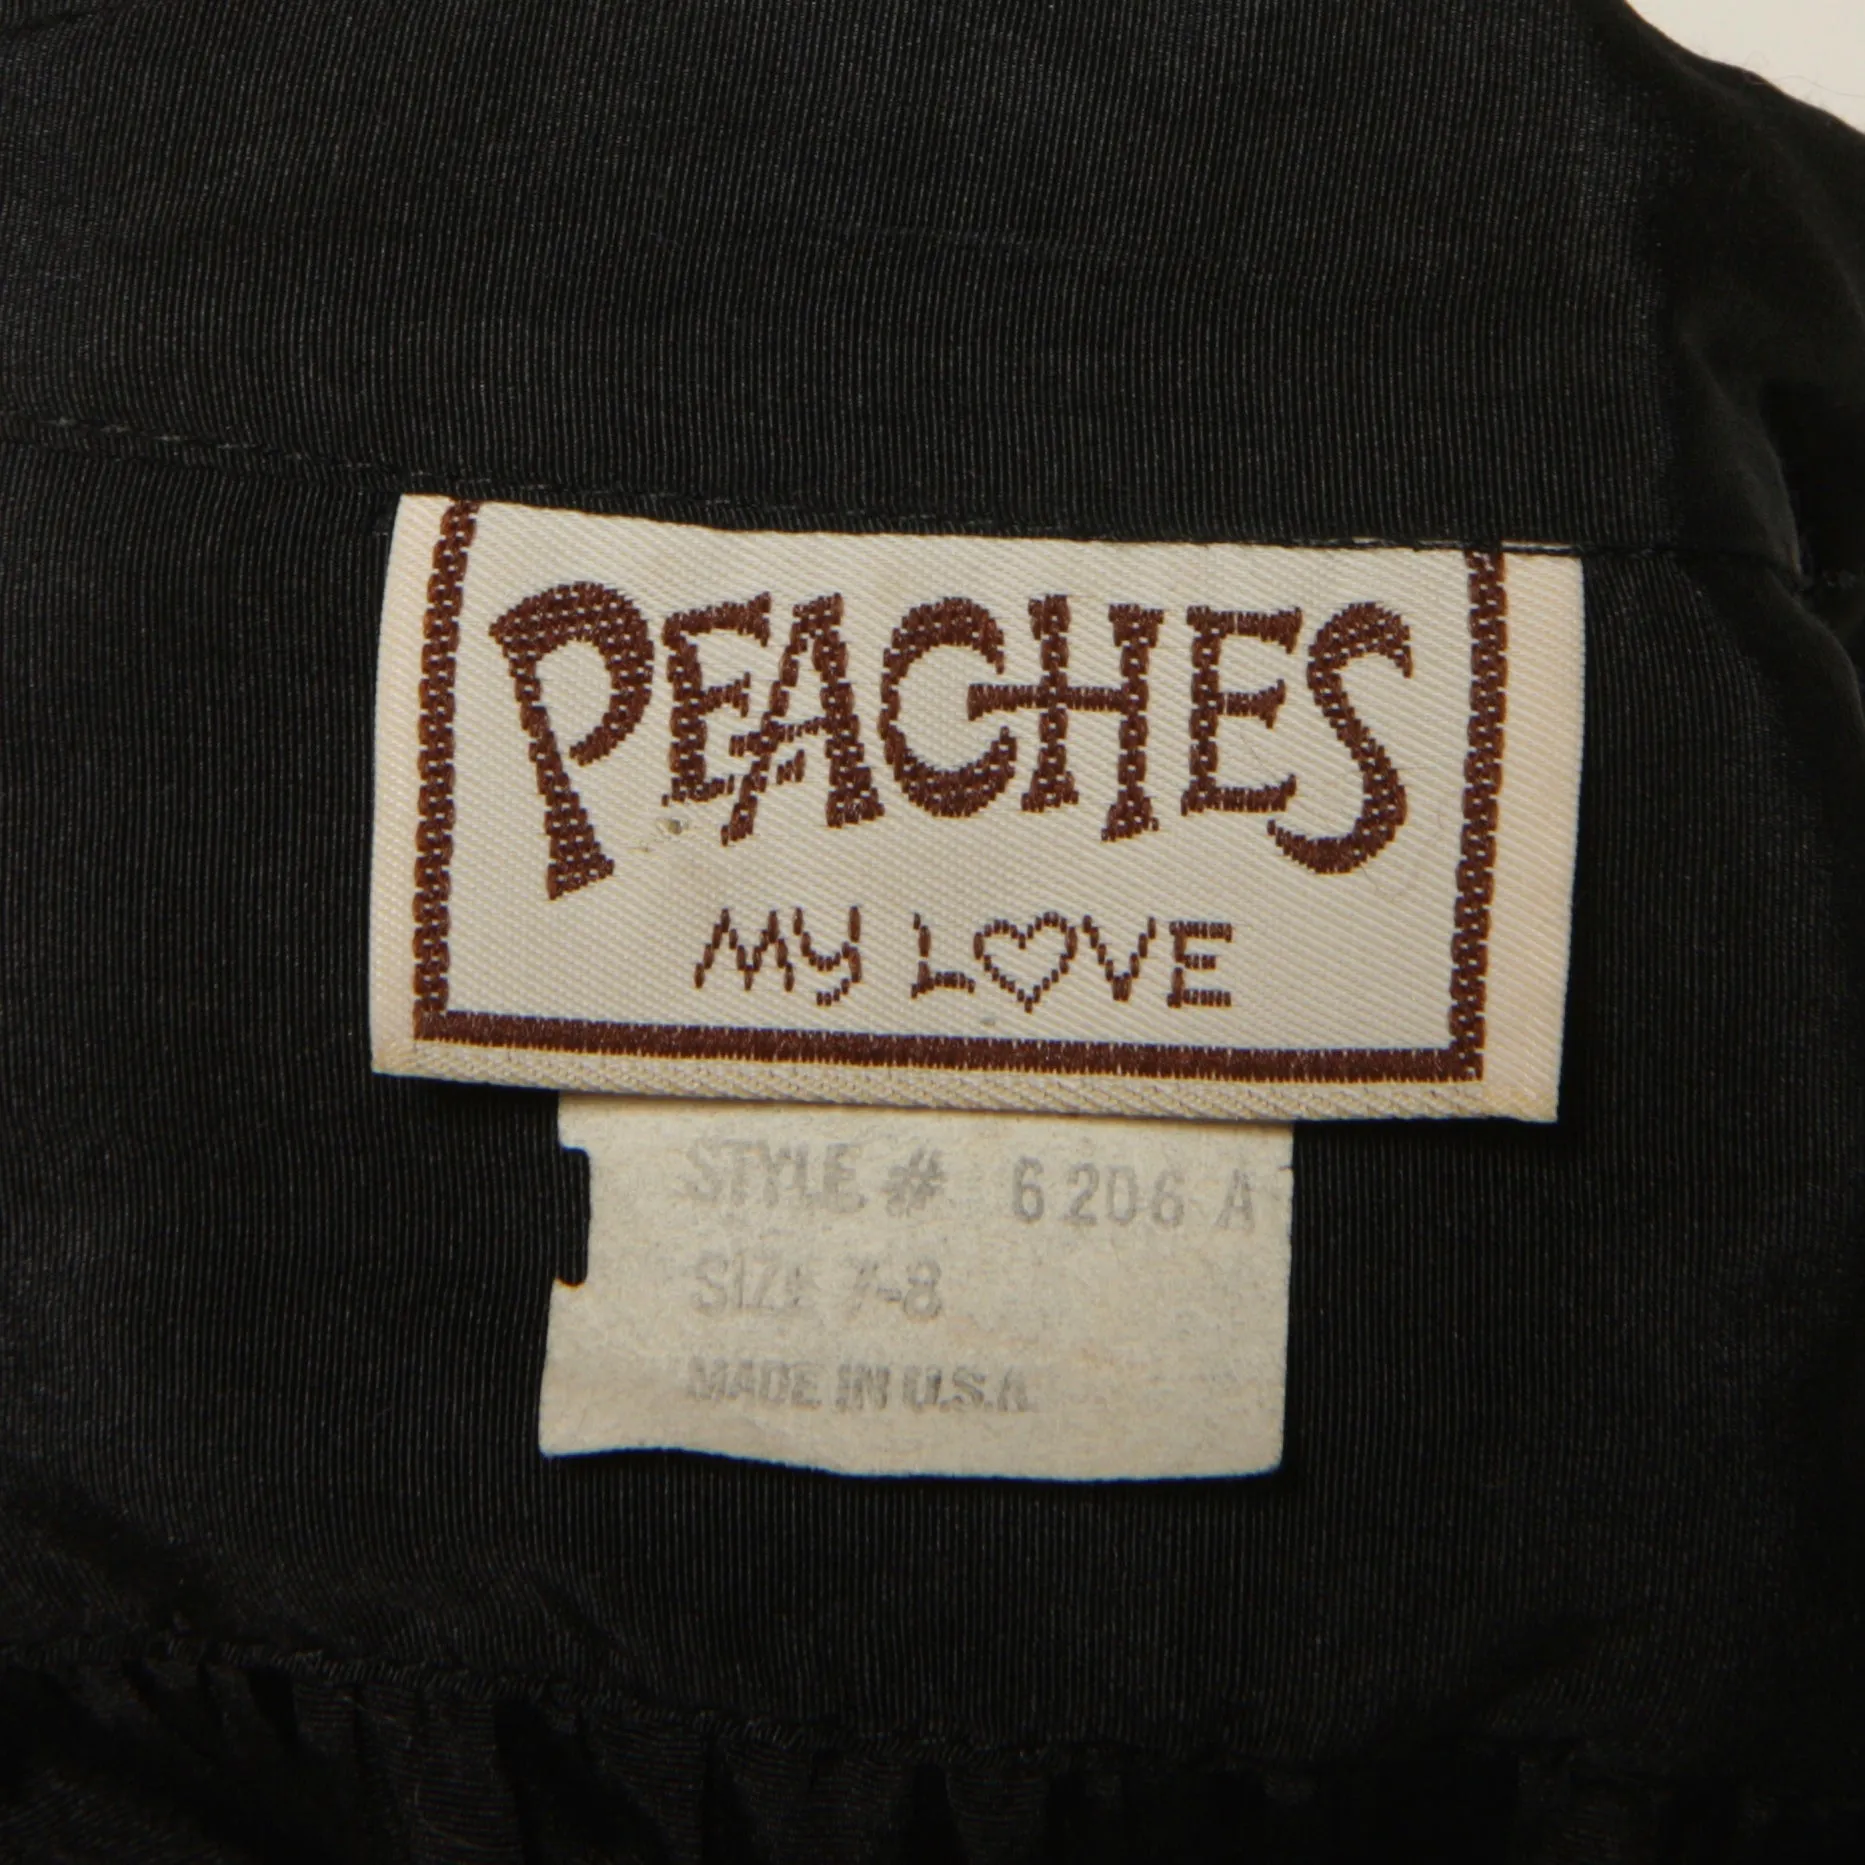 PEACHES
MY LOVE
STYLE # 6206 A
SIZE 7-8
MADE IN U.S.A.